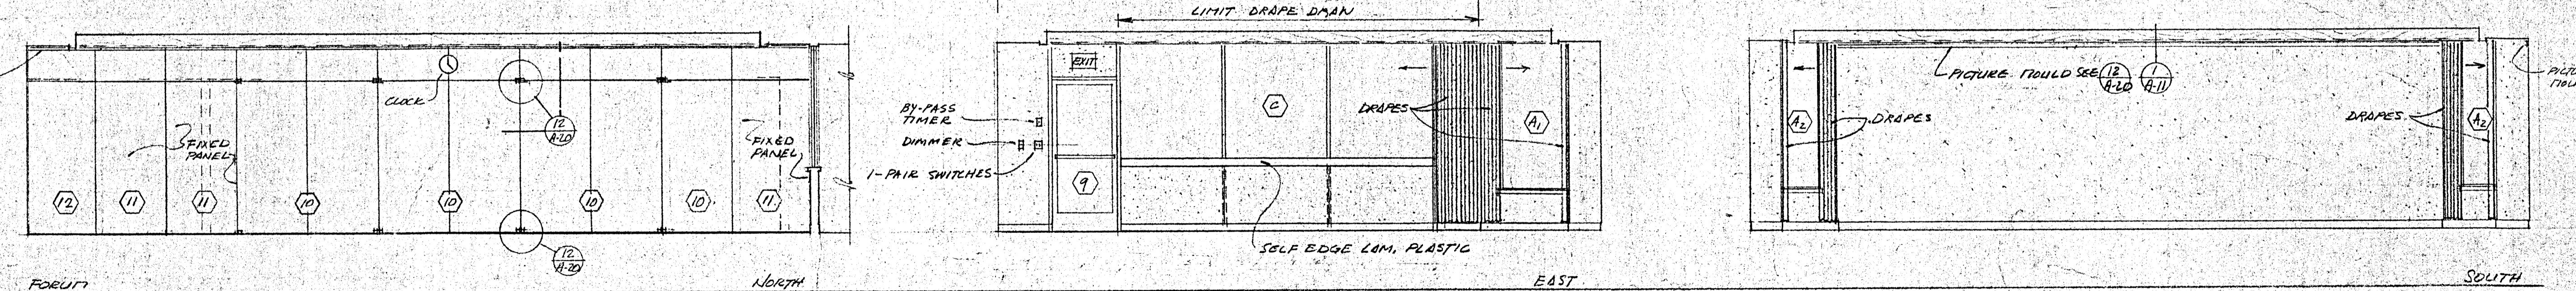 CLOCK
12
A-20
FIXED
PANEL
FIXED
PANEL
12
11
11
10
10
10
10
11
12
A-20
FORUM
NORTH
LIMIT DRAPE DRAW
EXIT
BY-PASS
TIMER
DIMMER
1-PAIR SWITCHES
C
DRAPES
A1
9
SELF EDGE LAM. PLASTIC
EAST
PICTURE MOULD SEE
12
A-20
1
A-11
A2
DRAPES
DRAPES
A2
SOUTH